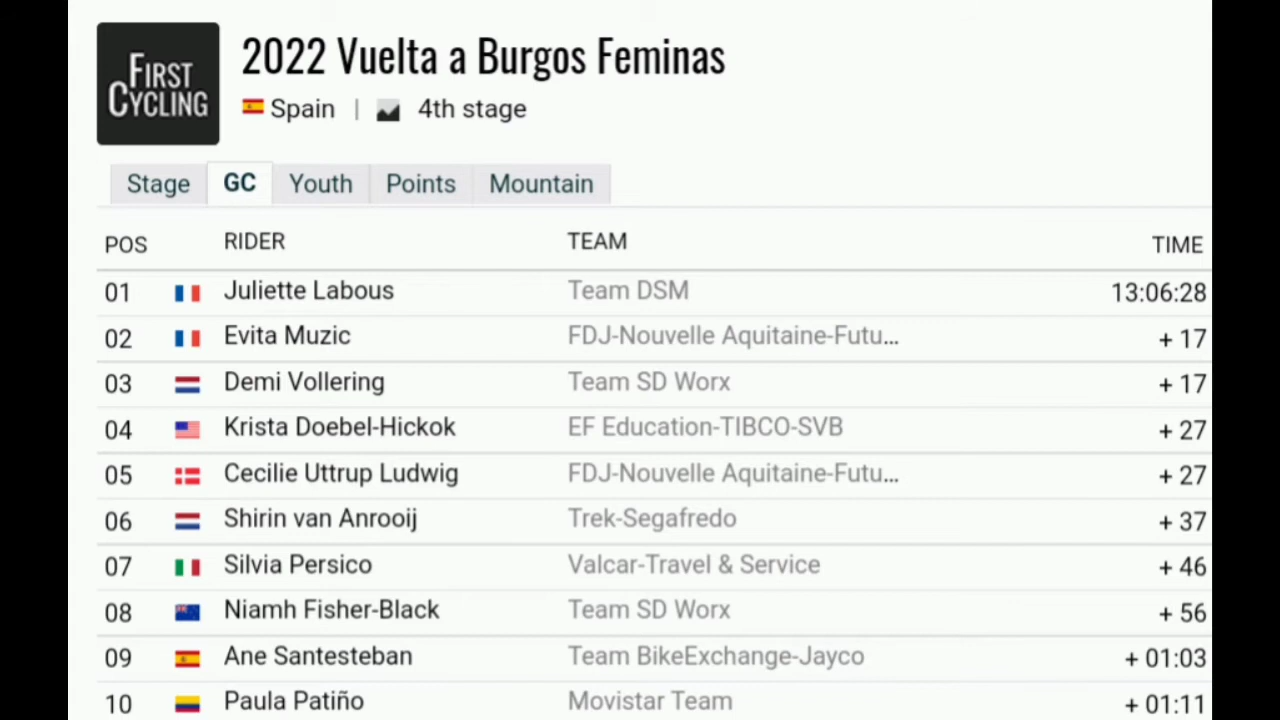 FIRST
CYCLING
2022 Vuelta a Burgos Feminas
Spain | 4th stage
Stage GC Youth Points Mountain
POS RIDER TEAM TIME
01 Juliette Labous Team DSM 13:06:28
02 Evita Muzic FDJ-Nouvelle Aquitaine-Futu... + 17
03 Demi Vollering Team SD Worx + 17
04 Krista Doebel-Hickok EF Education-TIBCO-SVB + 27
05 Cecilie Uttrup Ludwig FDJ-Nouvelle Aquitaine-Futu... + 27
06 Shirin van Anrooij Trek-Segafredo + 37
07 Silvia Persico Valcar-Travel & Service + 46
08 Niamh Fisher-Black Team SD Worx + 56
09 Ane Santesteban Team BikeExchange-Jayco + 01:03
10 Paula Patiño Movistar Team + 01:11